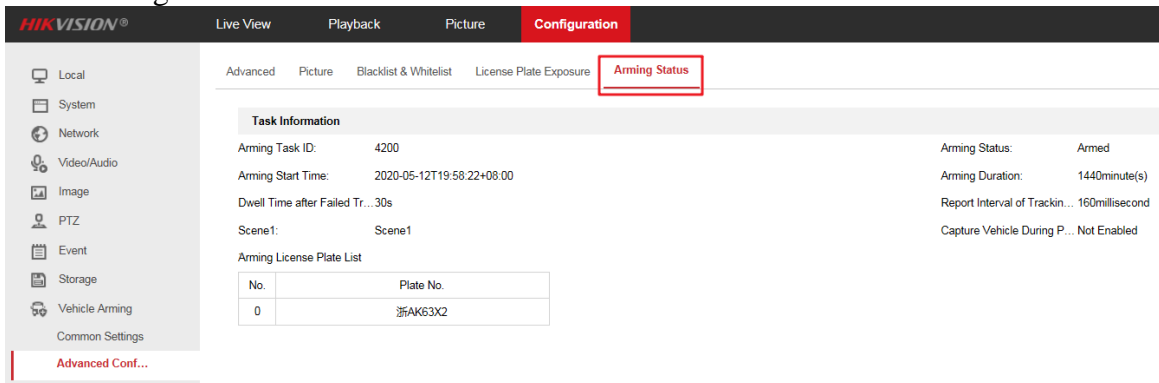 HIKVISION® Live View Playback Picture Configuration
Local
System
Network
Video/Audio
Image
PTZ
Event
Storage
Vehicle Arming
Common Settings
Advanced Conf...
Advanced Picture Blacklist & Whitelist License Plate Exposure Arming Status
Task Information
Arming Task ID: 4200 Arming Status: Armed
Arming Start Time: 2020-05-12T19:58:22+08:00 Arming Duration: 1440minute(s)
Dwell Time after Failed Tr... 30s Report Interval of Trackin... 160millisecond
Scene1: Scene1 Capture Vehicle During P... Not Enabled
Arming License Plate List
No. Plate No.
0 浙AK63X2